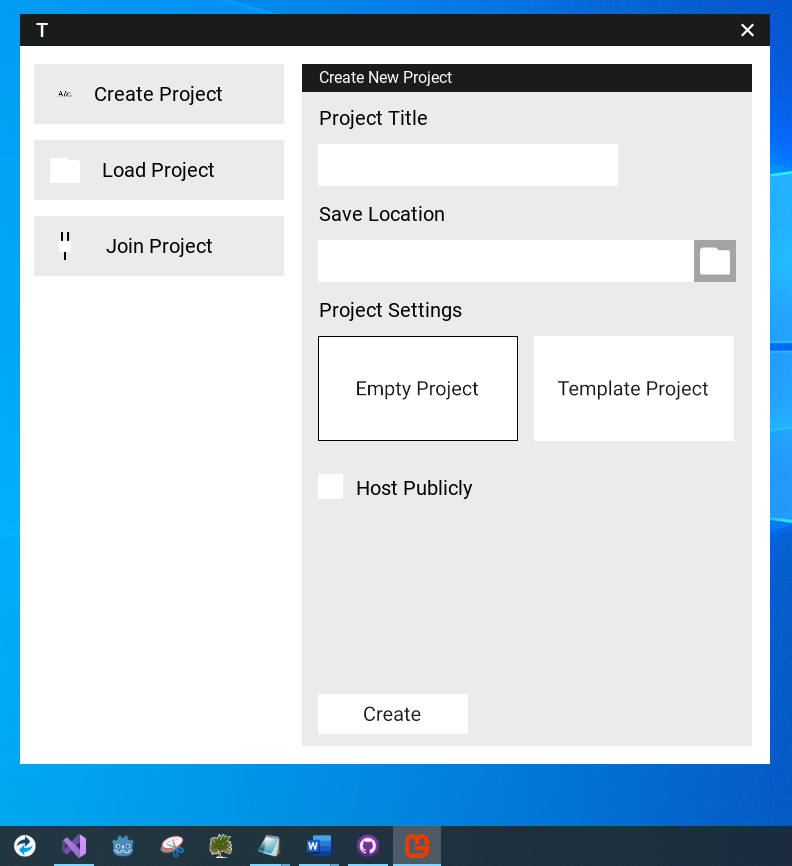 T
Abc.
Create Project
Load Project
Join Project
Create New Project
Project Title
Save Location
Project Settings
Empty Project
Template Project
Host Publicly
Create